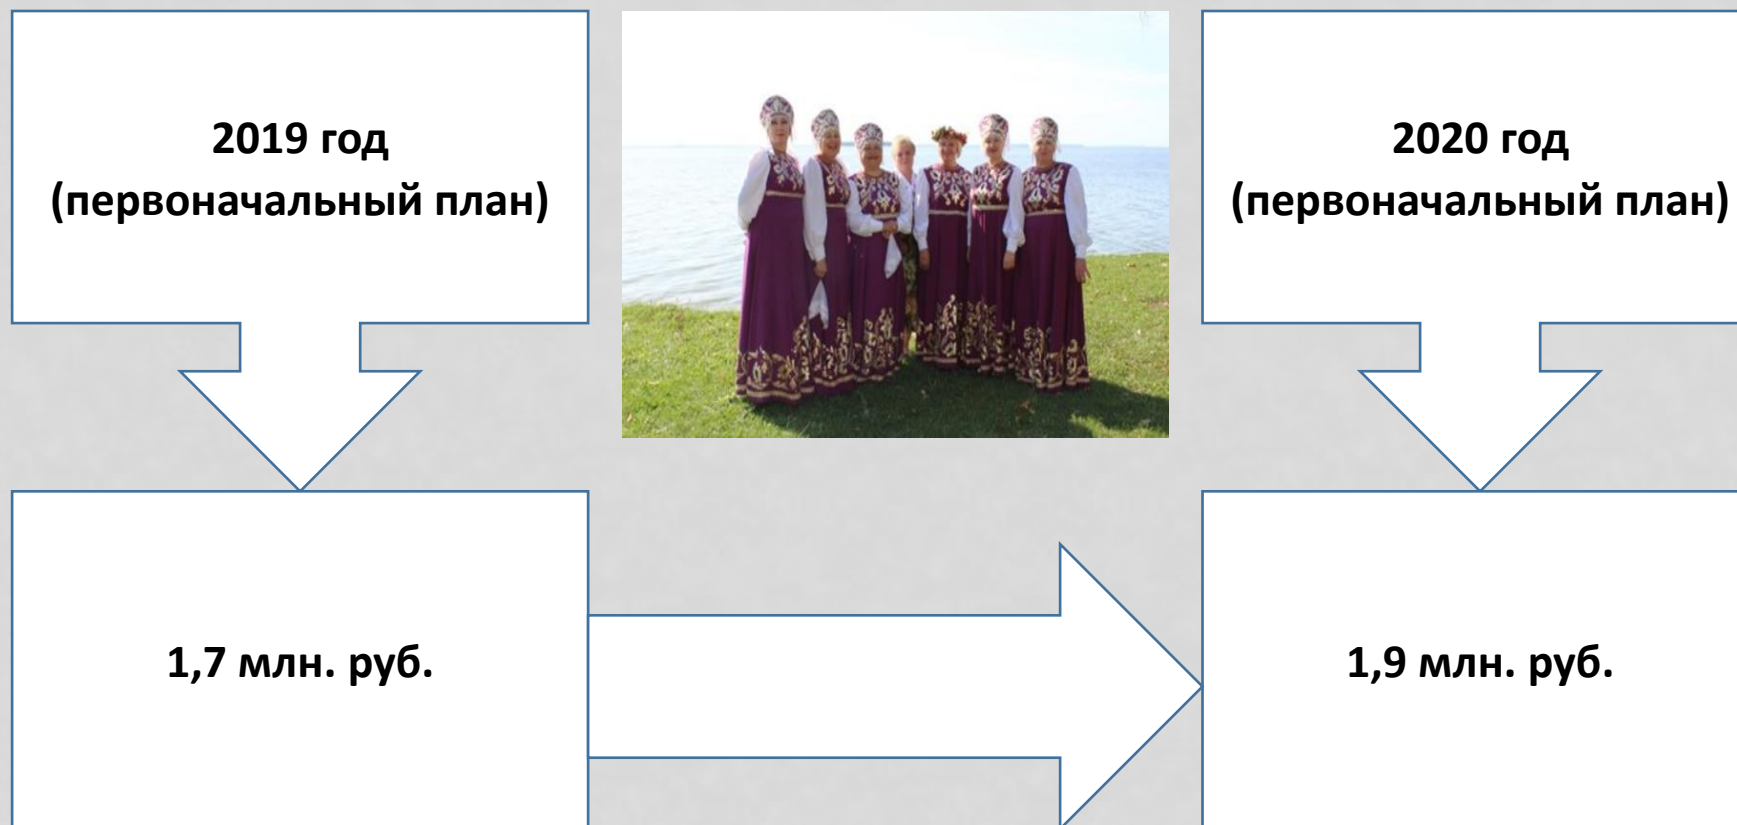 2019 год
(первоначальный план)
2020 год
(первоначальный план)
1,7 млн. руб.
1,9 млн. руб.